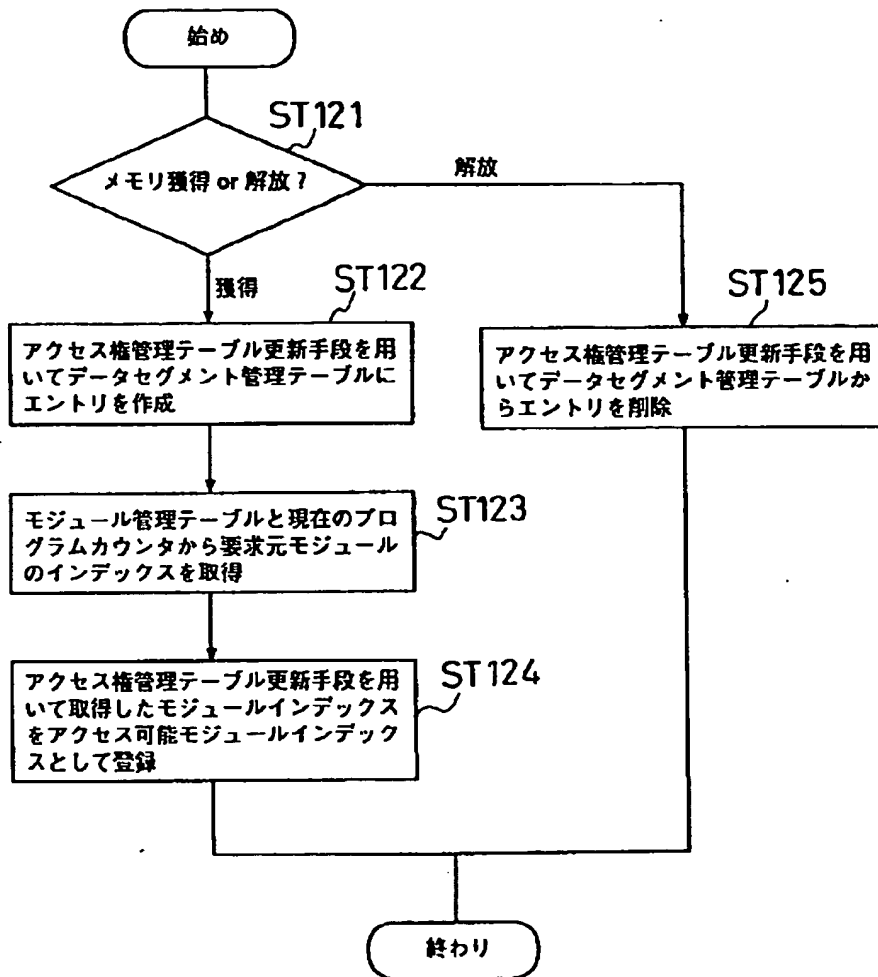 始め
ST121
メモリ獲得 or 解放?
解放
獲得
ST122
アクセス権管理テーブル更新手段を用
いてデータセグメント管理テーブルに
エントリを作成
ST125
アクセス権管理テーブル更新手段を用
いてデータセグメント管理テーブルか
らエントリを削除
ST123
モジュール管理テーブルと現在のプロ
グラムカウンタから要求元モジュール
のインデックスを取得
ST124
アクセス権管理テーブル更新手段を用
いて取得したモジュールインデックス
をアクセス可能モジュールインデック
スとして登録
終わり